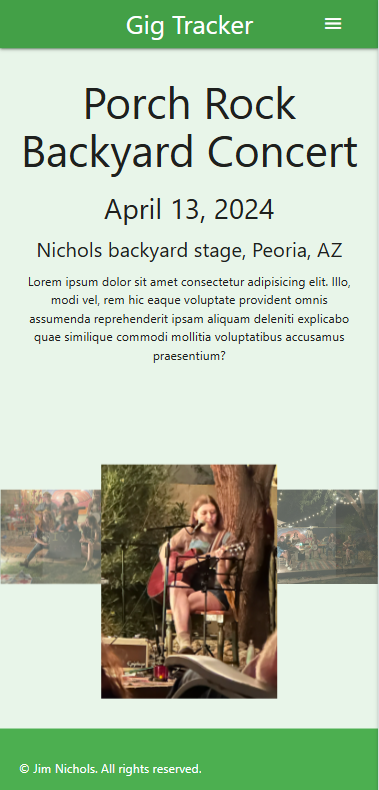 Gig Tracker
Porch Rock
Backyard Concert
April 13, 2024
Nichols backyard stage, Peoria, AZ
Lorem ipsum dolor sit amet consectetur adipisicing elit. Illo,
modi vel, rem hic eaque voluptate provident omnis
assumenda reprehenderit ipsam aliquam deleniti explicabo
quae similique commodi mollitia voluptatibus accusamus
praesentium?
© Jim Nichols. All rights reserved.